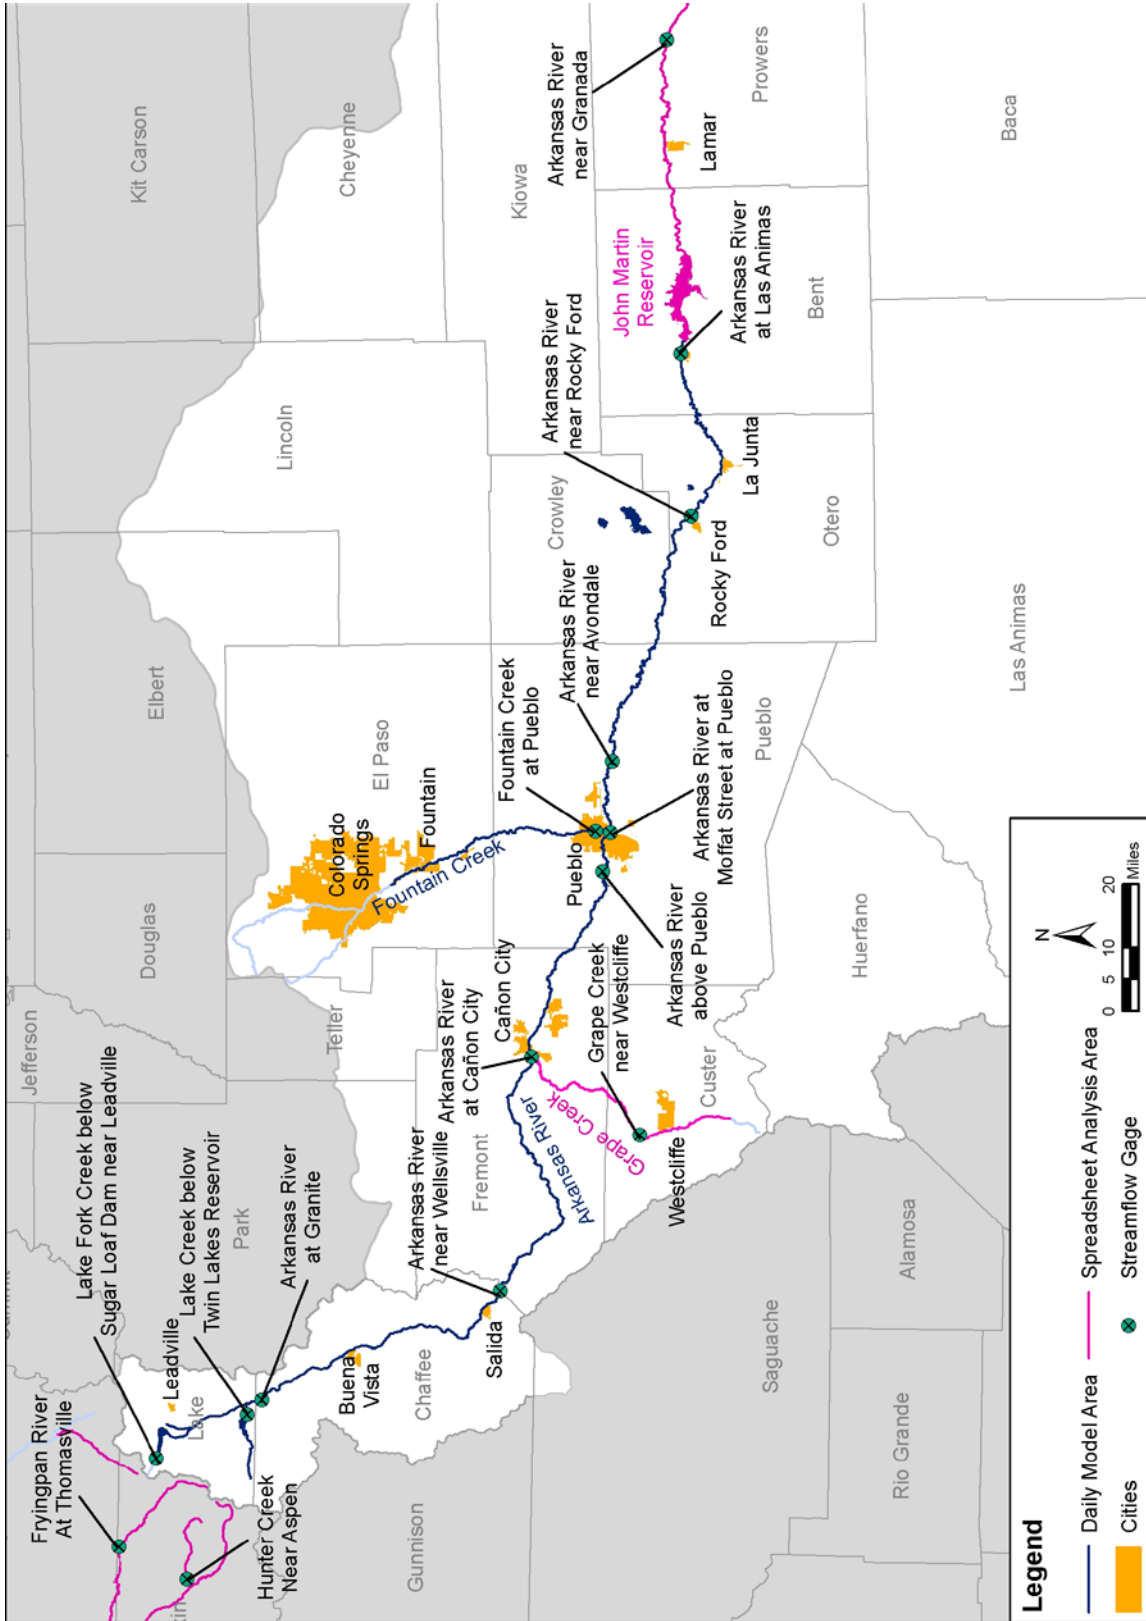 Fryingpan River
At Thomasville
Lake Fork Creek below
Sugar Loaf Dam near Leadville
Leadville
Lake Creek below
Twin Lakes Reservoir
Arkansas River
at Granite
Hunter Creek
Near Aspen
Lake
Park
Jefferson
Teller
Douglas
Elbert
Kit Carson
Cheyenne
Lincoln
Kiowa
El Paso
Crowley
Gunnison
Buena
Vista
Chaffee
Salida
Arkansas River
near Wellsville
Fremont
Arkansas River
Arkansas River
at Cañon City
Cañon City
Grape Creek
Grape Creek
near Westcliffe
Westcliffe
Custer
Colorado
Springs
Fountain
Fountain Creek
Pueblo
Fountain Creek
at Pueblo
Arkansas River
above Pueblo
Arkansas River at
Moffat Street at Pueblo
Arkansas River
near Avondale
Pueblo
Arkansas River
near Rocky Ford
Rocky Ford
La Junta
Otero
John Martin
Reservoir
Arkansas River
at Las Animas
Bent
Arkansas River
near Granada
Lamar
Prowers
Baca
Las Animas
Huerfano
Saguache
Alamosa
Rio Grande
N
0 5 10 20
Miles
Legend
Daily Model Area
Spreadsheet Analysis Area
Cities
Streamflow Gage